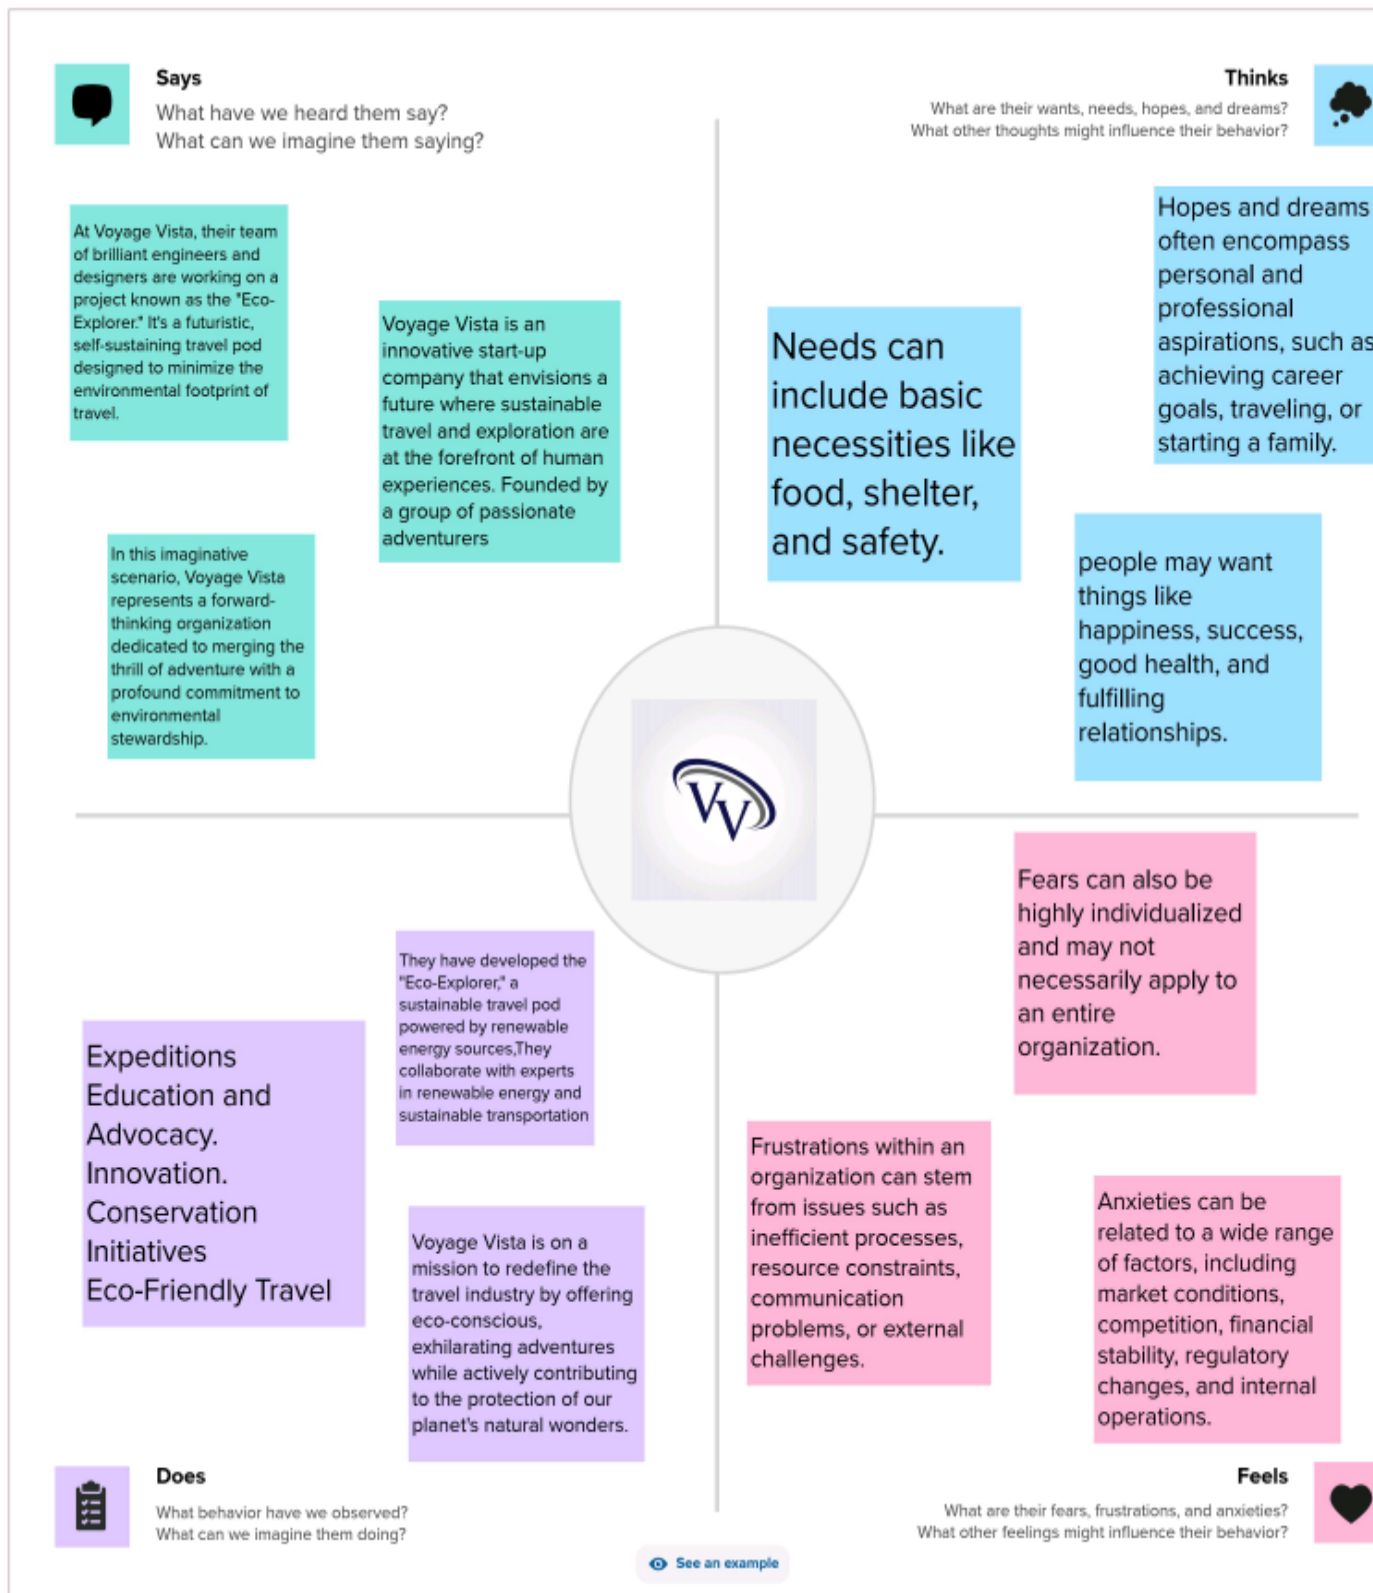 Says
What have we heard them say?
What can we imagine them saying?
Thinks
What are their wants, needs, hopes, and dreams?
What other thoughts might influence their behavior?
At Voyage Vista, their team
of brilliant engineers and
designers are working on a
project known as the "Eco-
Explorer." It's a futuristic,
self-sustaining travel pod
designed to minimize the
environmental footprint of
travel.
Voyage Vista is an
innovative start-up
company that envisions a
future where sustainable
travel and exploration are
at the forefront of human
experiences. Founded by
a group of passionate
adventurers
In this imaginative
scenario, Voyage Vista
represents a forward-
thinking organization
dedicated to merging the
thrill of adventure with a
profound commitment to
environmental
stewardship.
Needs can
include basic
necessities like
food, shelter,
and safety.
Hopes and dreams
often encompass
personal and
professional
aspirations, such as
achieving career
goals, traveling, or
starting a family.
people may want
things like
happiness, success,
good health, and
fulfilling
relationships.
VV
Expeditions
Education and
Advocacy.
Innovation.
Conservation
Initiatives
Eco-Friendly Travel
They have developed the
"Eco-Explorer," a
sustainable travel pod
powered by renewable
energy sources,They
collaborate with experts
in renewable energy and
sustainable transportation
Voyage Vista is on a
mission to redefine the
travel industry by offering
eco-conscious,
exhilarating adventures
while actively contributing
to the protection of our
planet's natural wonders.
Fears can also be
highly individualized
and may not
necessarily apply to
an entire
organization.
Frustrations within an
organization can stem
from issues such as
inefficient processes,
resource constraints,
communication
problems, or external
challenges.
Anxieties can be
related to a wide range
of factors, including
market conditions,
competition, financial
stability, regulatory
changes, and internal
operations.
Does
What behavior have we observed?
What can we imagine them doing?
Feels
What are their fears, frustrations, and anxieties?
What other feelings might influence their behavior?
See an example